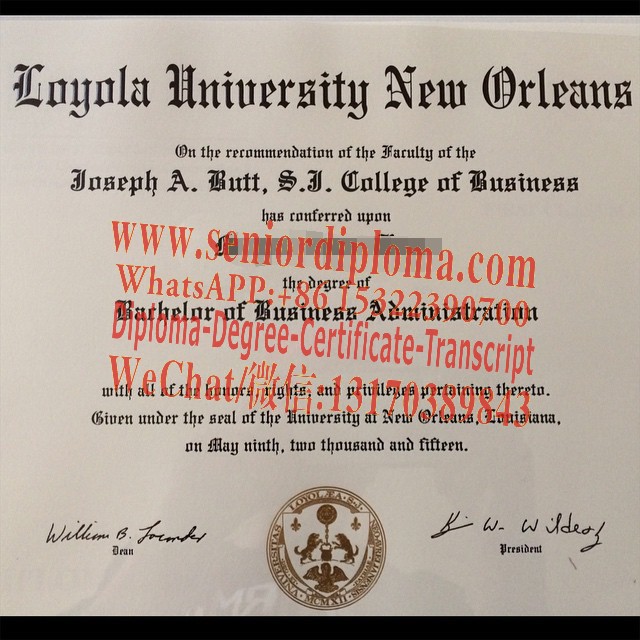 Loyola University New Orleans
On the recommendation of the Faculty of the
Joseph A. Butt, S.J. College of Business
has conferred upon
www.seniordiploma.com
the degree of
WhatsAPP:+86 15322390700
Bachelor of Business Administration
Diploma-Degree-Certificate-Transcript
WeChat/微信:13170389843
with all of the honors, rights, and privileges pertaining thereto.
Given under the seal of the University at New Orleans, Louisiana,
on May ninth, two thousand and fifteen.
William B. Locander
Dean
President
MCMXII